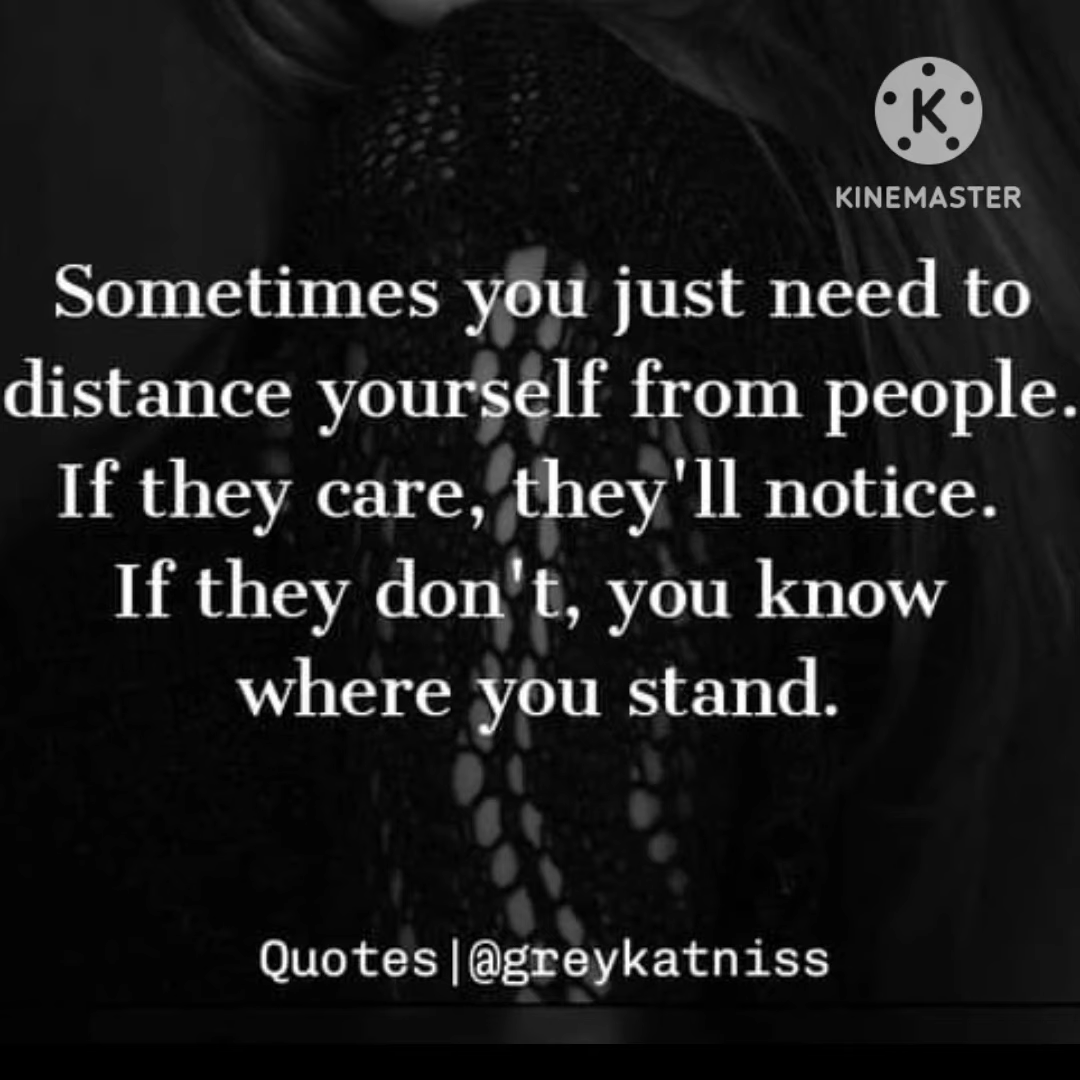 K
KINEMASTER
Sometimes you just need to
distance yourself from people.
If they care, they'll notice.
If they don't, you know
where you stand.
Quotes|@greykatniss